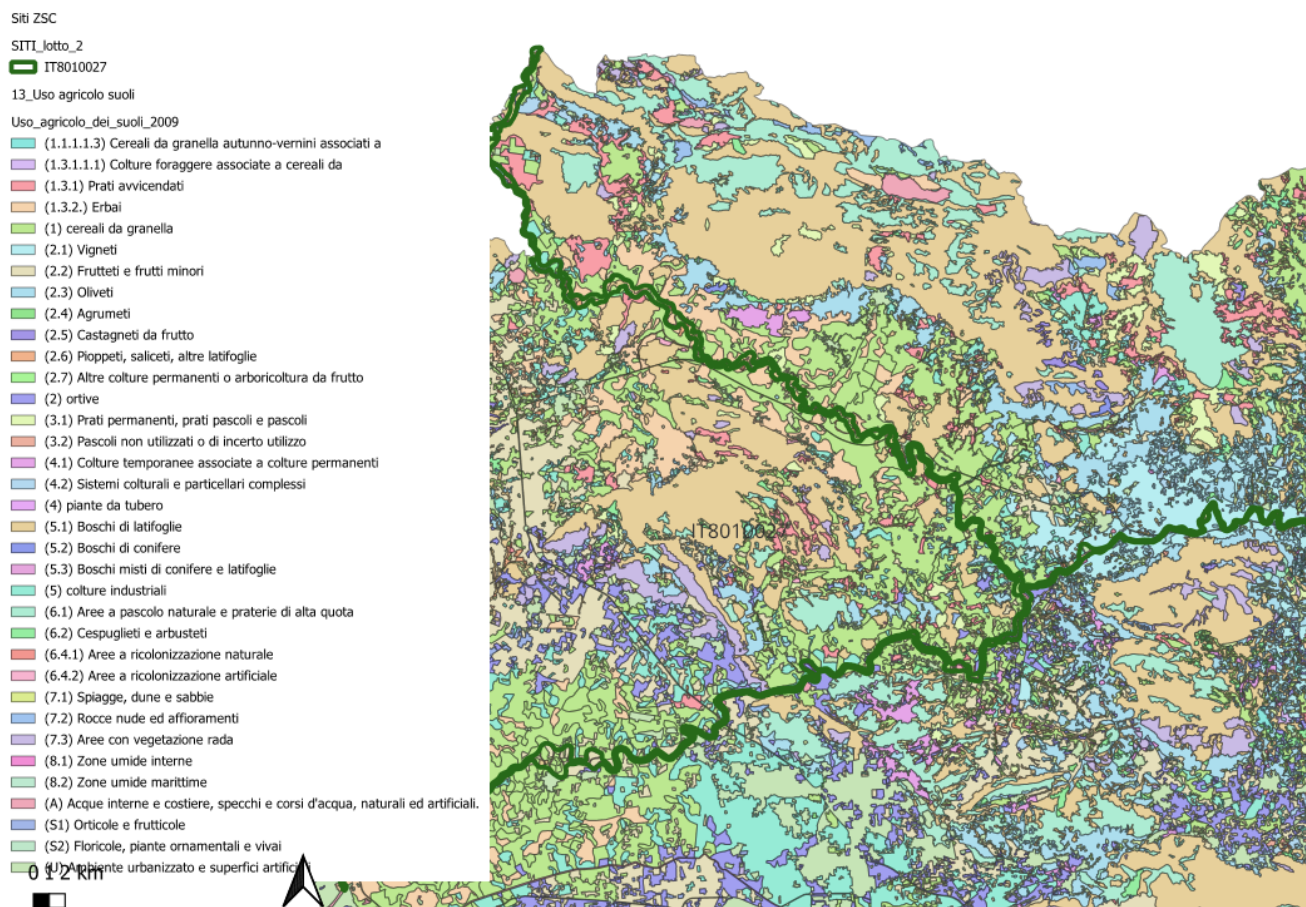 Siti ZSC
SITI_lotto_2
IT8010027
13_Uso agricolo suoli
Uso_agricolo_dei_suoli_2009
(1.1.1.1.3) Cereali da granella autunno-vernini associati a
(1.3.1.1.1) Colture foraggere associate a cereali da
(1.3.1) Prati avvicendati
(1.3.2.) Erbai
(1) cereali da granella
(2.1) Vigneti
(2.2) Frutteti e frutti minori
(2.3) Oliveti
(2.4) Agrumeti
(2.5) Castagneti da frutto
(2.6) Pioppeti, saliceti, altre latifoglie
(2.7) Altre colture permanenti o arboricoltura da frutto
(2) ortive
(3.1) Prati permanenti, prati pascoli e pascoli
(3.2) Pascoli non utilizzati o di incerto utilizzo
(4.1) Colture temporanee associate a colture permanenti
(4.2) Sistemi colturali e particellari complessi
(4) piante da tubero
(5.1) Boschi di latifoglie
(5.2) Boschi di conifere
(5.3) Boschi misti di conifere e latifoglie
(5) colture industriali
(6.1) Aree a pascolo naturale e praterie di alta quota
(6.2) Cespuglieti e arbusteti
(6.4.1) Aree a ricolonizzazione naturale
(6.4.2) Aree a ricolonizzazione artificiale
(7.1) Spiagge, dune e sabbie
(7.2) Rocce nude ed affioramenti
(7.3) Aree con vegetazione rada
(8.1) Zone umide interne
(8.2) Zone umide marittime
(A) Acque interne e costiere, specchi e corsi d'acqua, naturali ed artificiali.
(S1) Orticole e frutticole
(S2) Floricole, piante ornamentali e vivai
(U) Ambiente urbanizzato e superfici artificiali
0 1 2 km
IT8010027